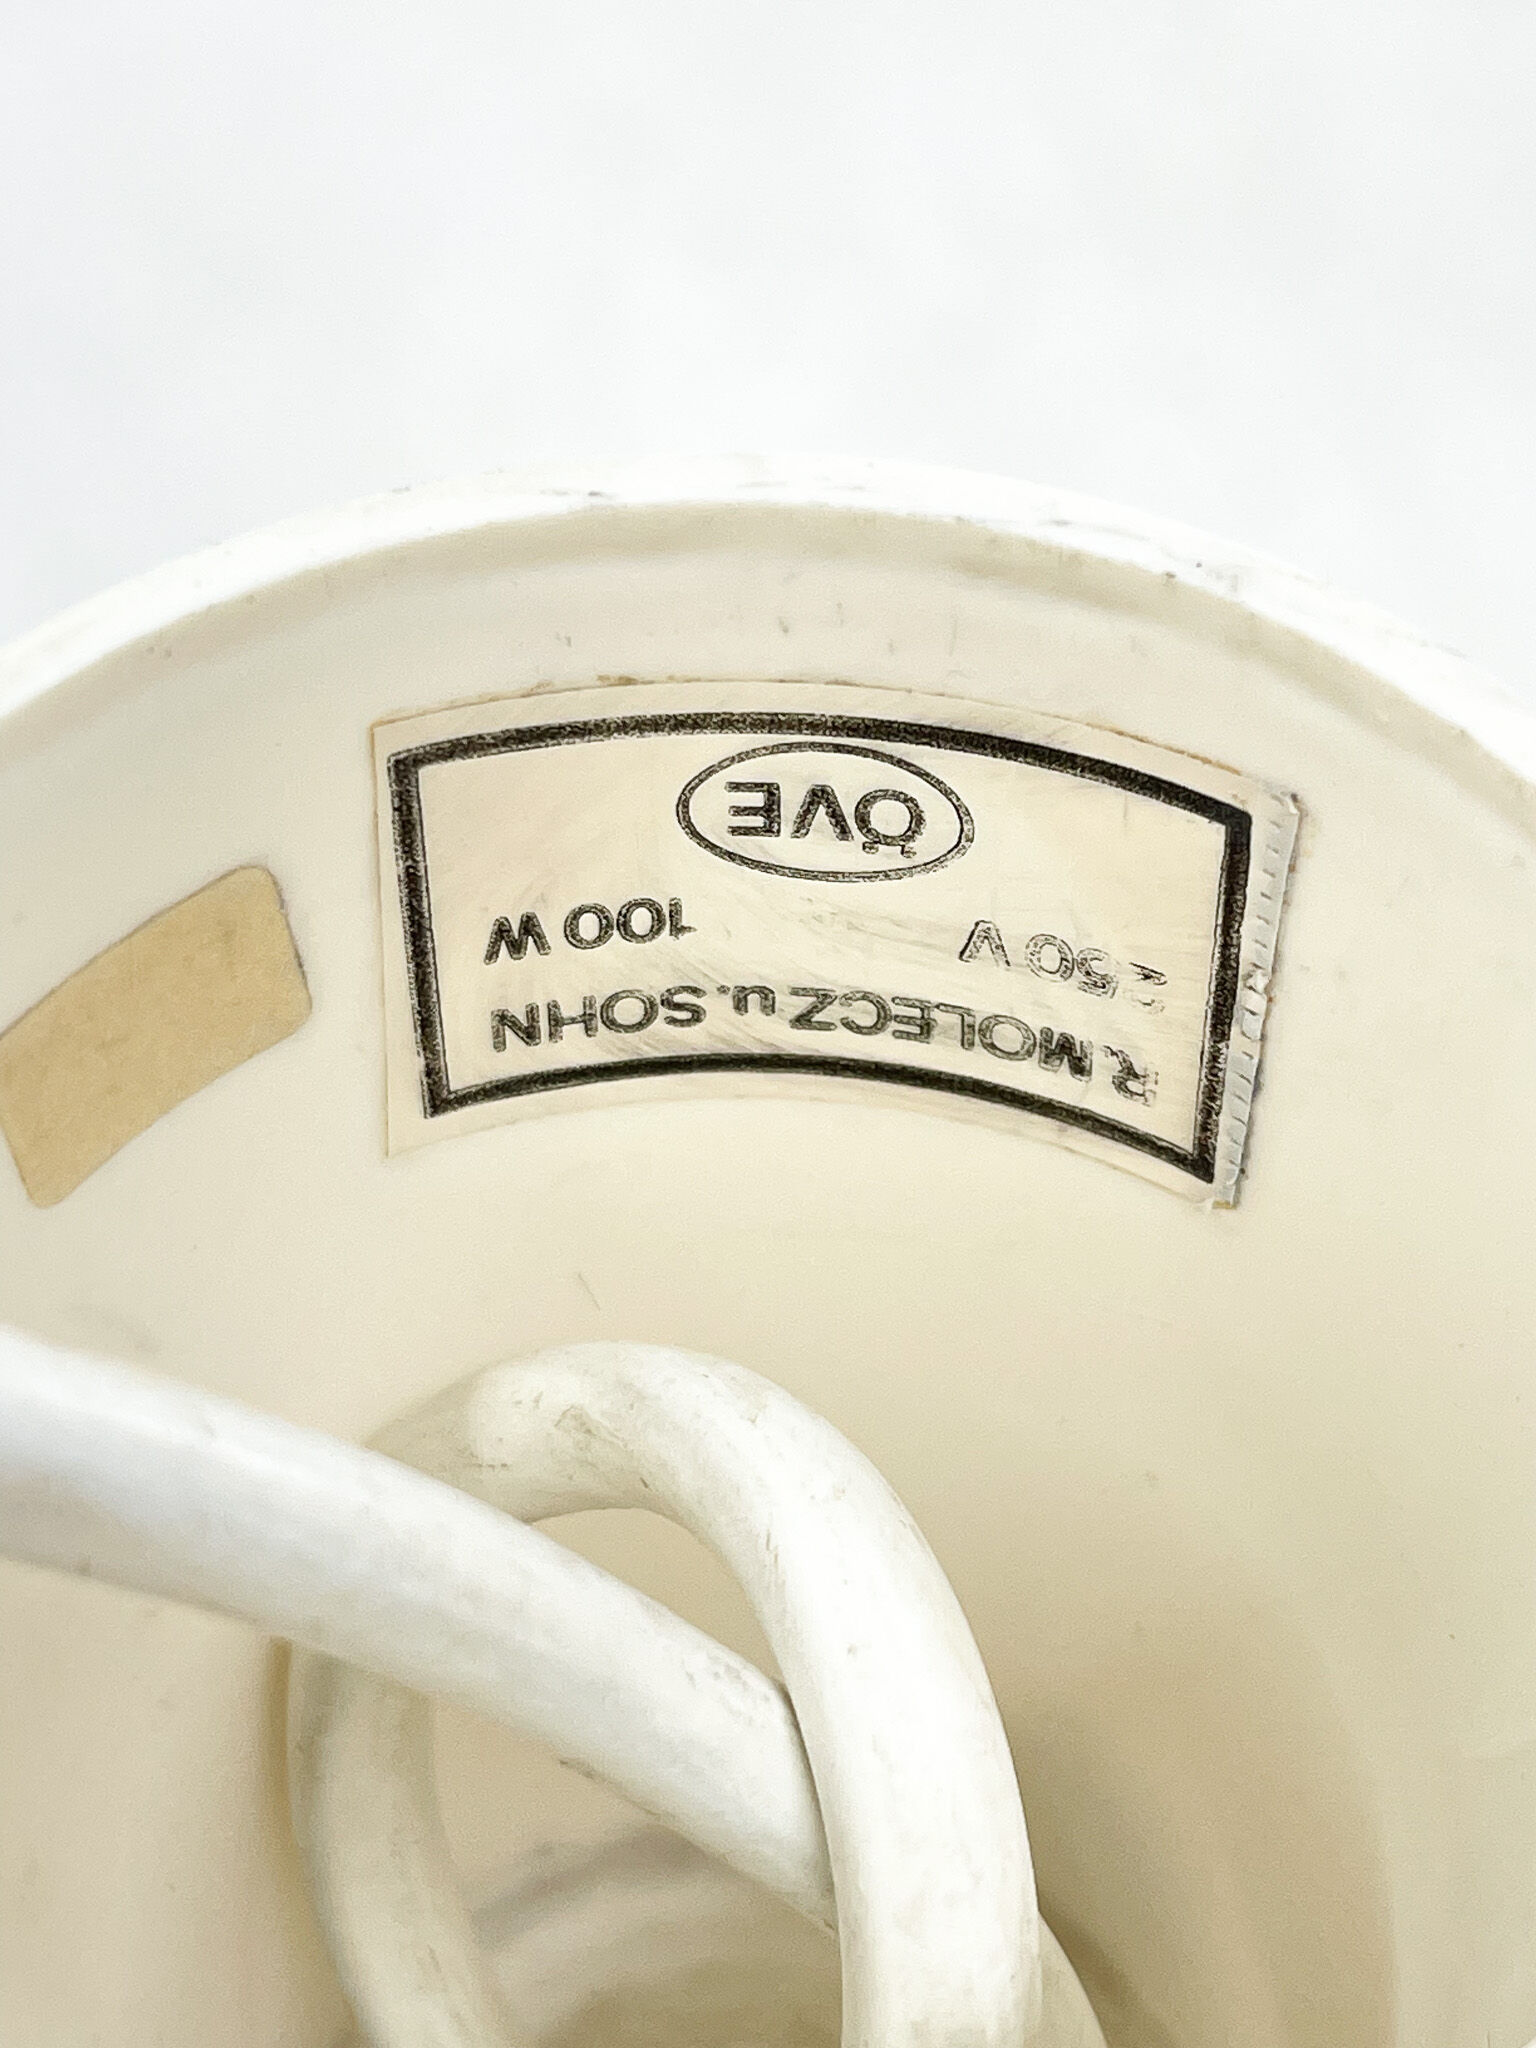 R. MOLECZ u. SOHN
250 V 100 W
ÖVE